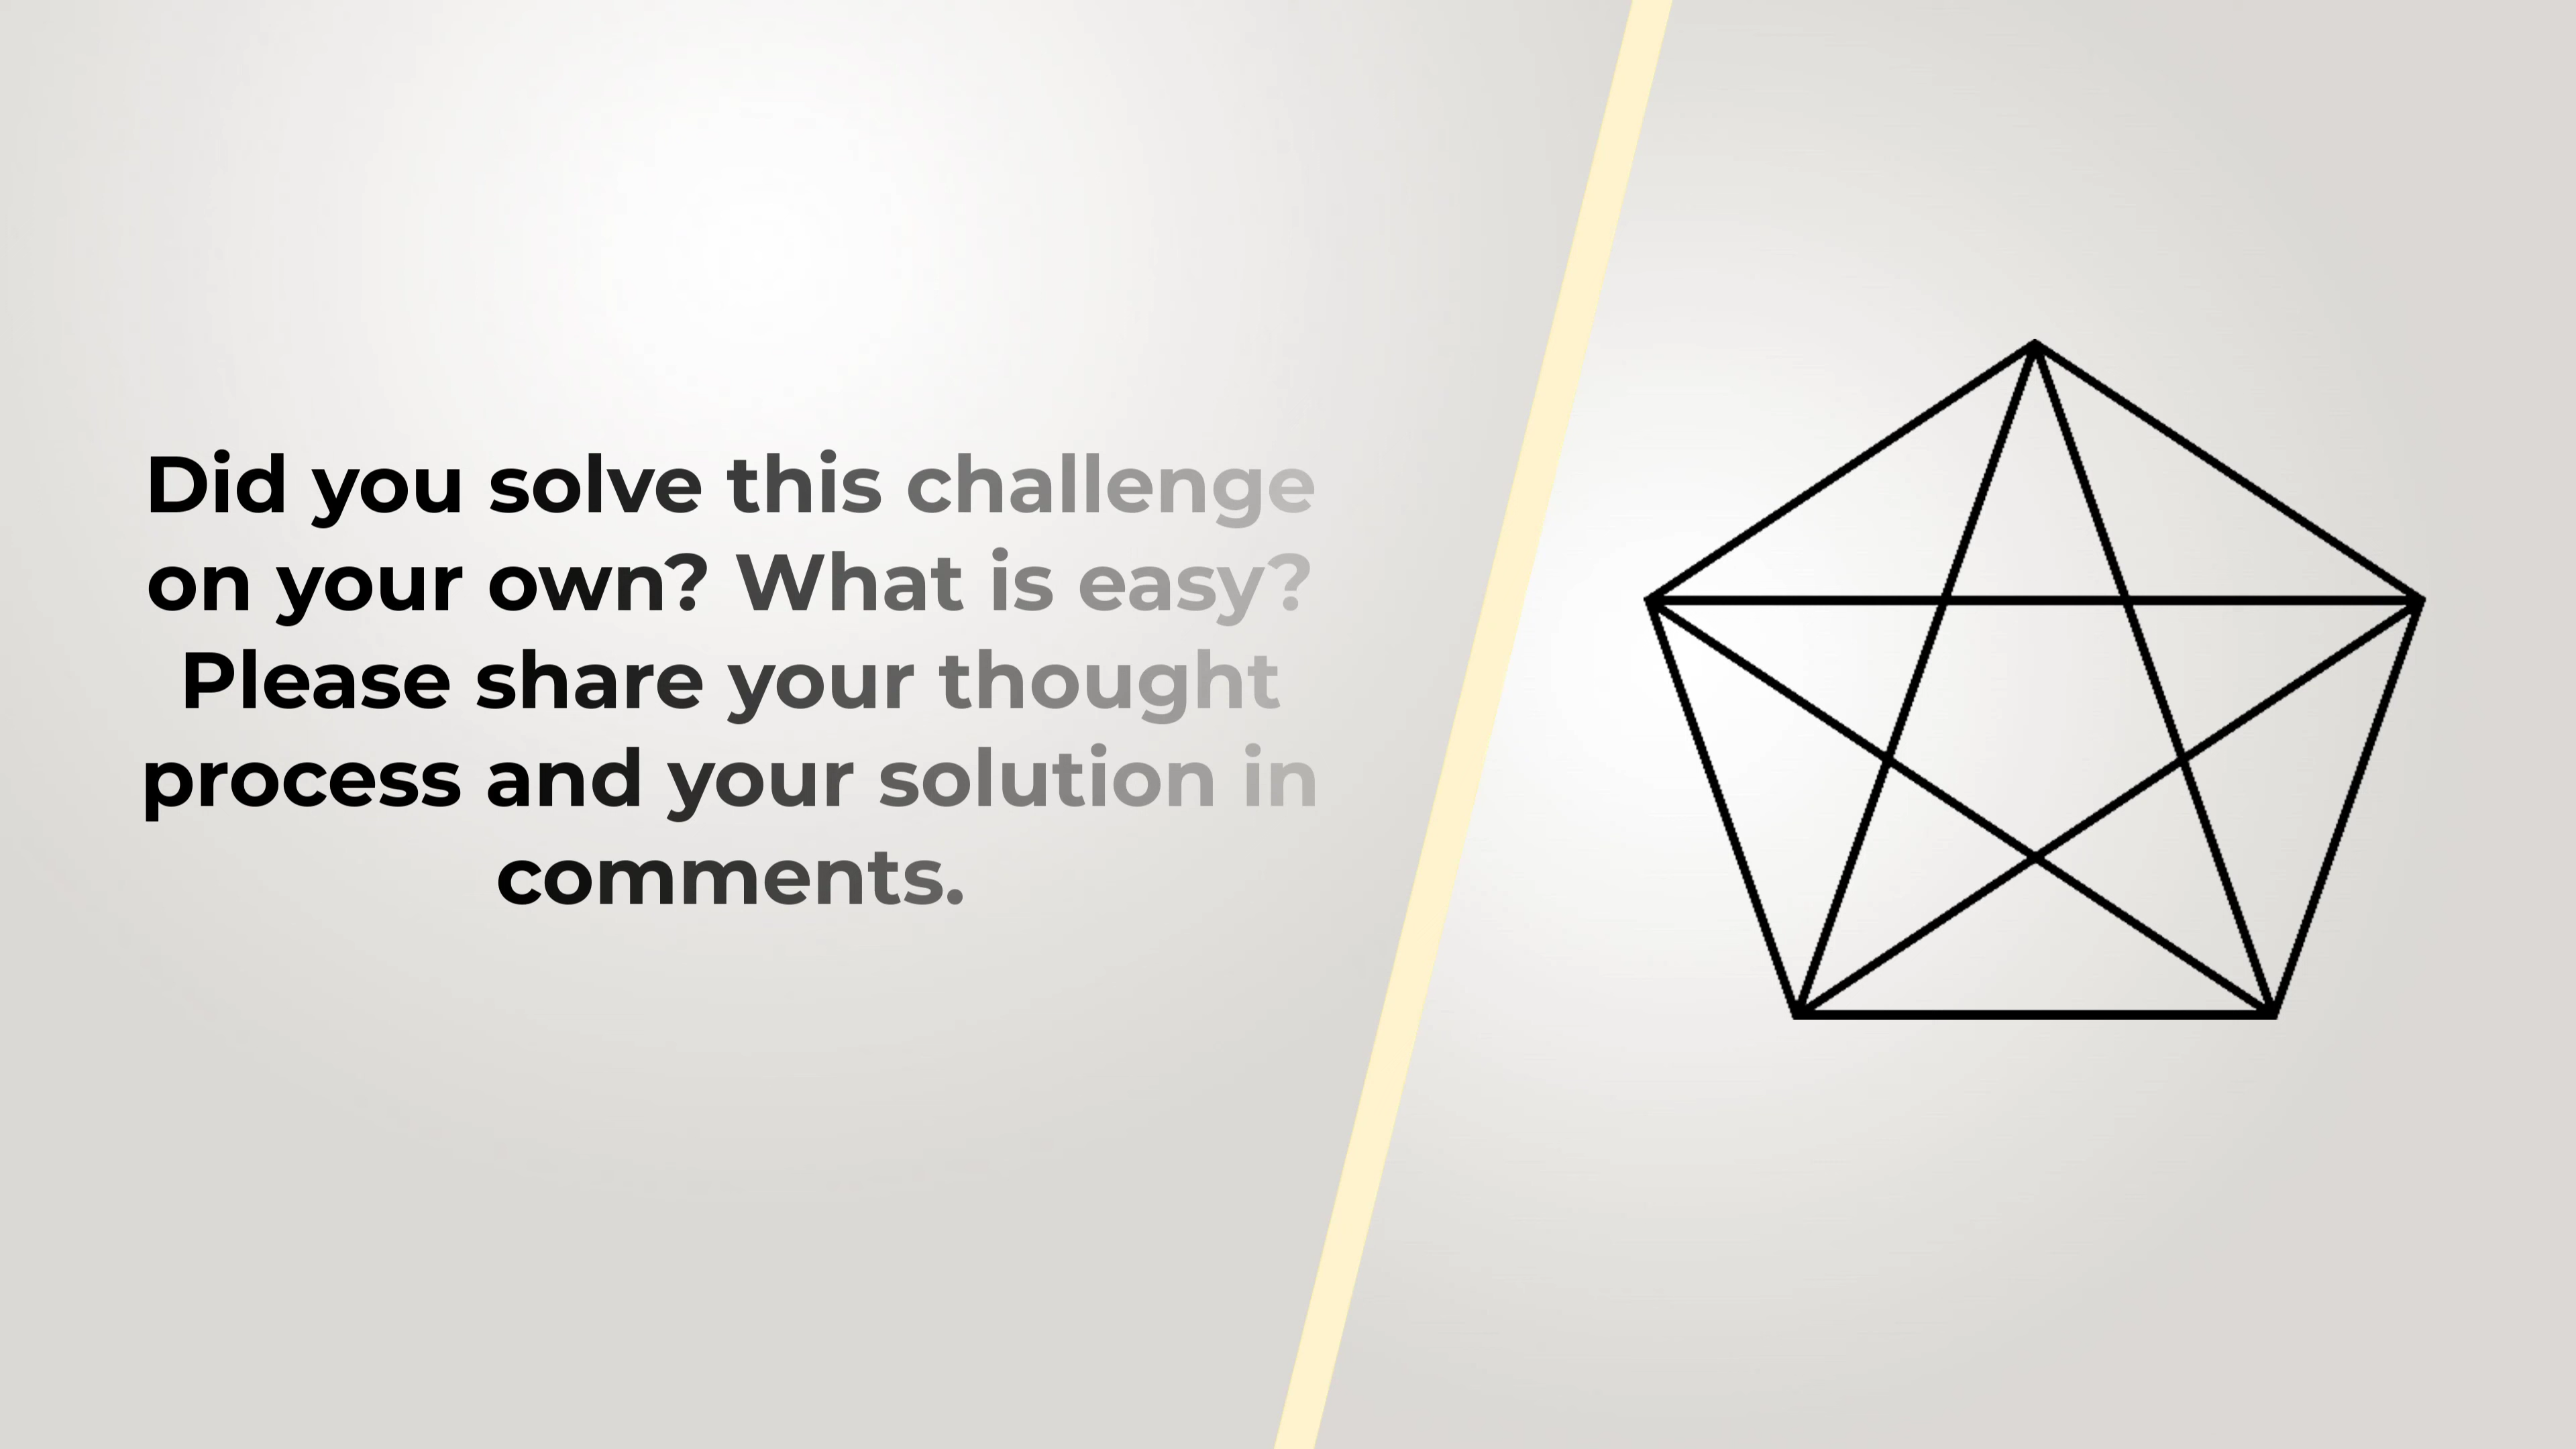 Did you solve this challenge
on your own? What is easy?
Please share your thought
process and your solution in
comments.